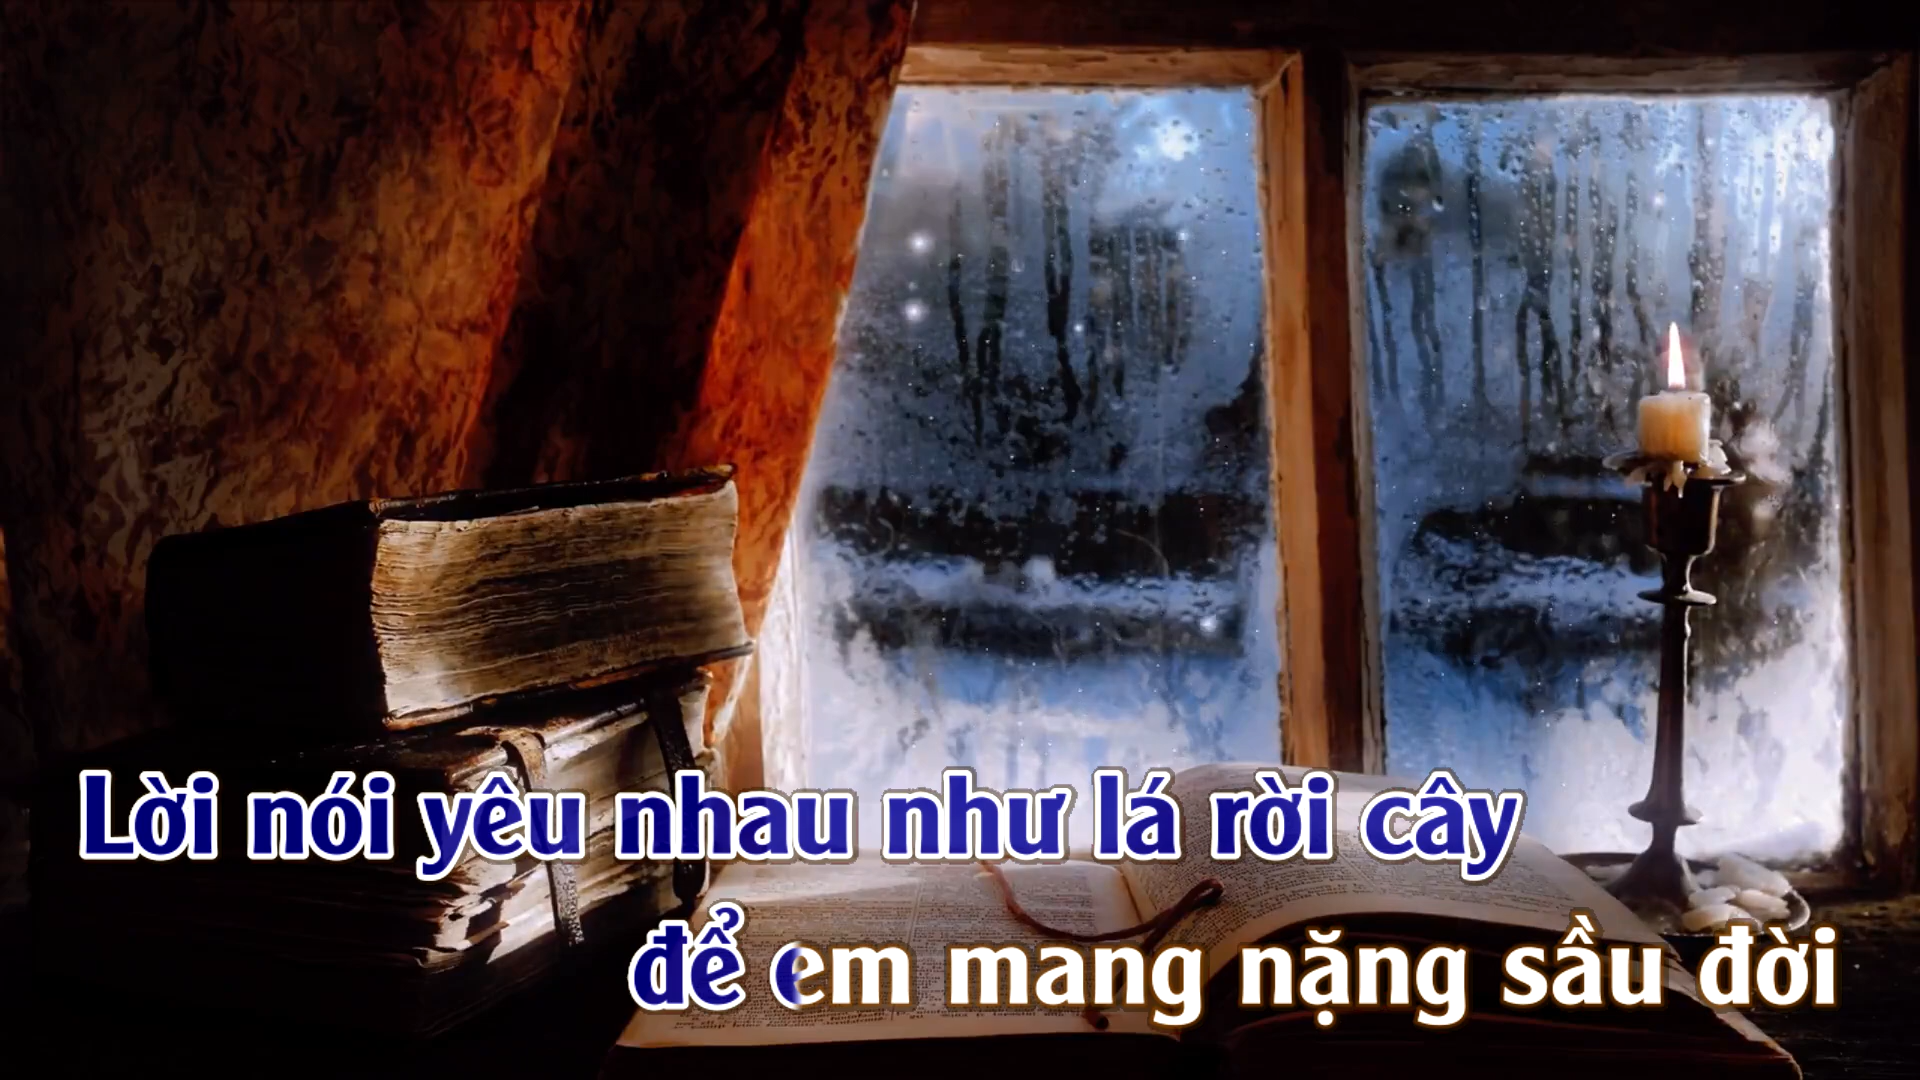 Lời nói yêu nhau như lá rời cây
để em mang nặng sầu đời